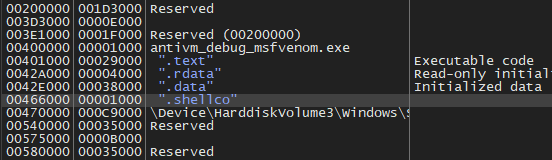 00200000 001D3000 Reserved
003D3000 0000E000
003E1000 0001F000 Reserved (00200000)
00400000 00001000 antivm_debug_msfvenom.exe
00401000 00029000 ".text" Executable code
0042A000 00004000 ".rdata" Read-only initiali
0042E000 00038000 ".data" Initialized data
00466000 00001000 ".shellco"
00470000 000C9000 \Device\HarddiskVolume3\Windows\S
00540000 00035000 Reserved
00575000 0000B000
00580000 00035000 Reserved